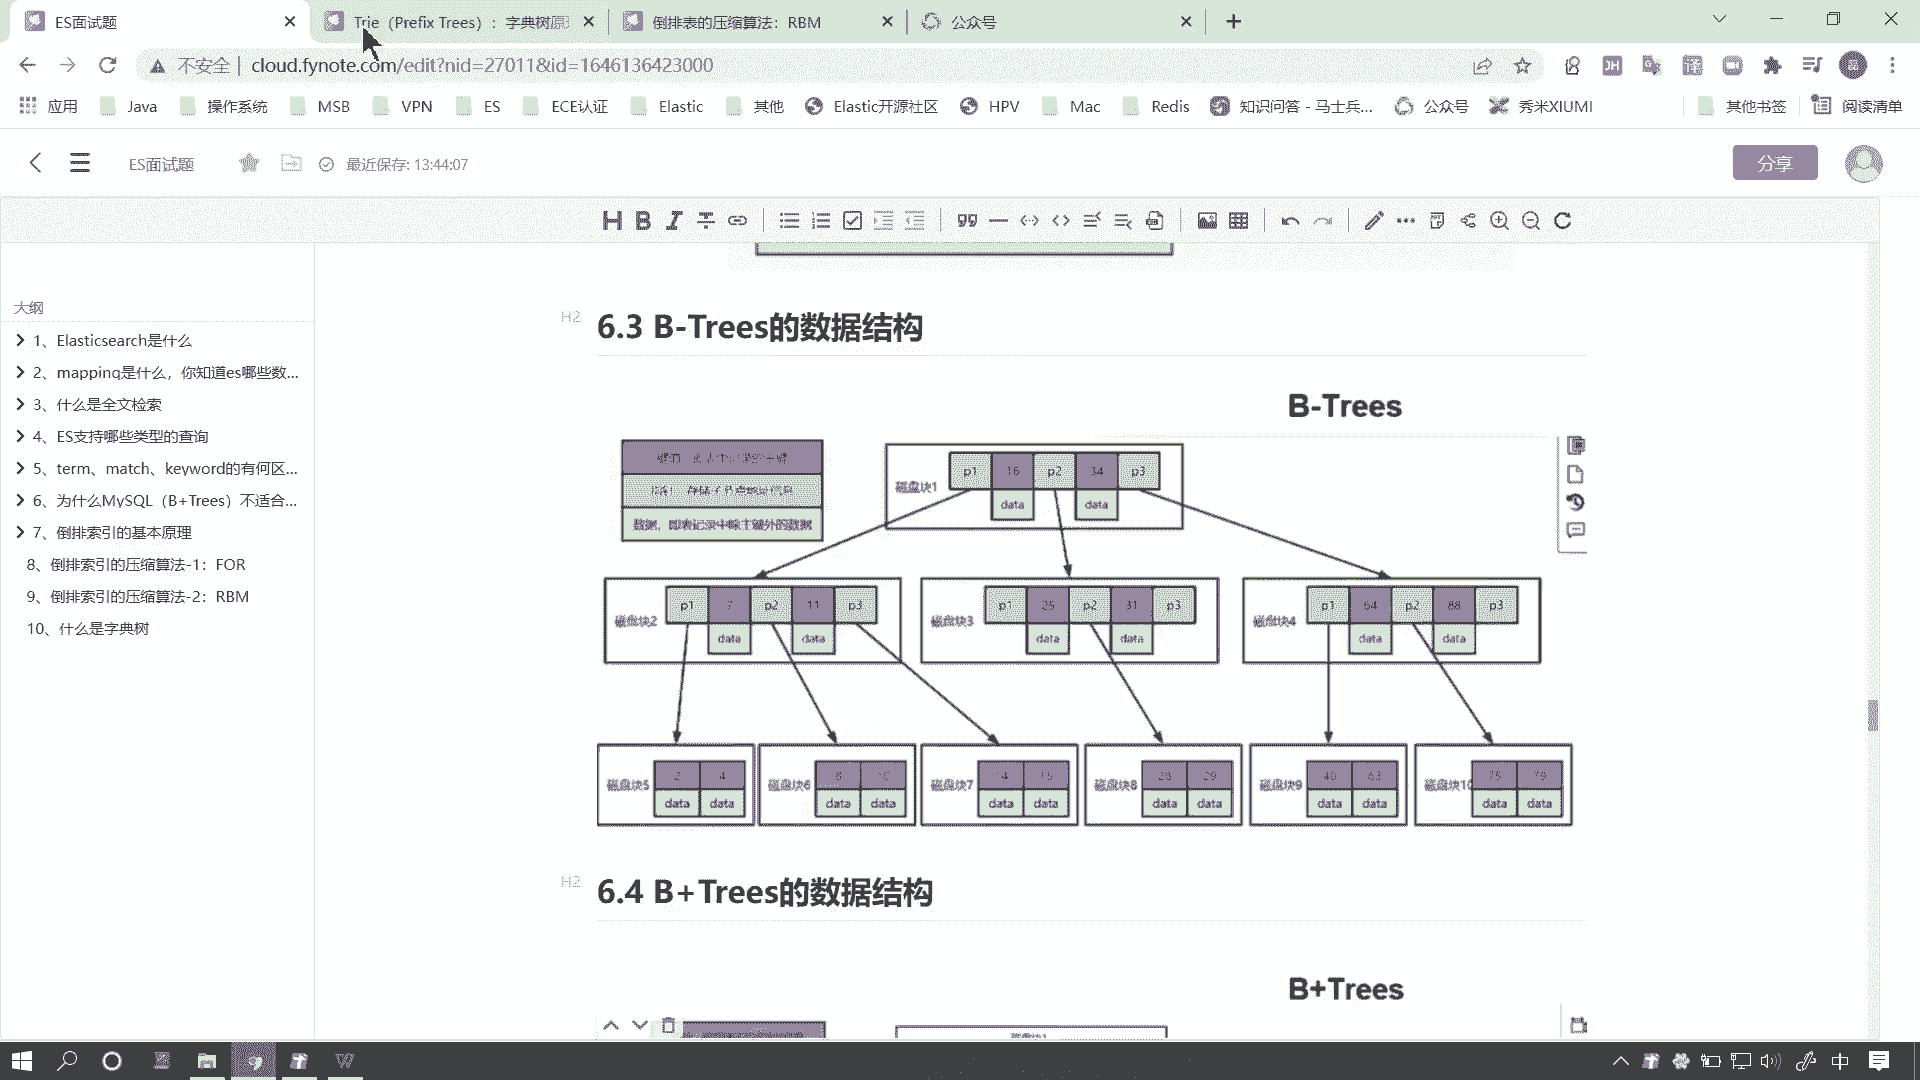 ES面试题
Trie（Prefix Trees）：字典树原理
倒排表的压缩算法：RBM
公众号
不安全 | cloud.fynote.com/edit?nid=27011&id=1646136423000
应用 Java 操作系统 MSB VPN ES ECE认证 Elastic 其他 Elastic开源社区 HPV Mac Redis 知识问答 - 马士兵... 公众号 秀米XIUMI 其他书签 阅读清单
ES面试题 最近保存: 13:44:07 分享
H B I
大纲
1、Elasticsearch是什么
2、mapping是什么，你知道es哪些数...
3、什么是全文检索
4、ES支持哪些类型的查询
5、term、match、keyword的有何区...
6、为什么MySQL（B+Trees）不适合...
7、倒排索引的基本原理
8、倒排索引的压缩算法-1：FOR
9、倒排索引的压缩算法-2：RBM
10、什么是字典树
H2 6.3 B-Trees的数据结构
B-Trees
数据，即表记录中除主键外的数据
磁盘块1 p1 16 p2 34 p3
data data
磁盘块2 p1 7 p2 11 p3
data data
磁盘块3 p1 25 p2 31 p3
data data
磁盘块4 p1 64 p2 88 p3
data data
磁盘块5 2 4
data data
磁盘块6 8 10
data data
磁盘块7 14 15
data data
磁盘块8 28 29
data data
磁盘块9 40 63
data data
磁盘块10 75 79
data data
H2 6.4 B+Trees的数据结构
B+Trees
中